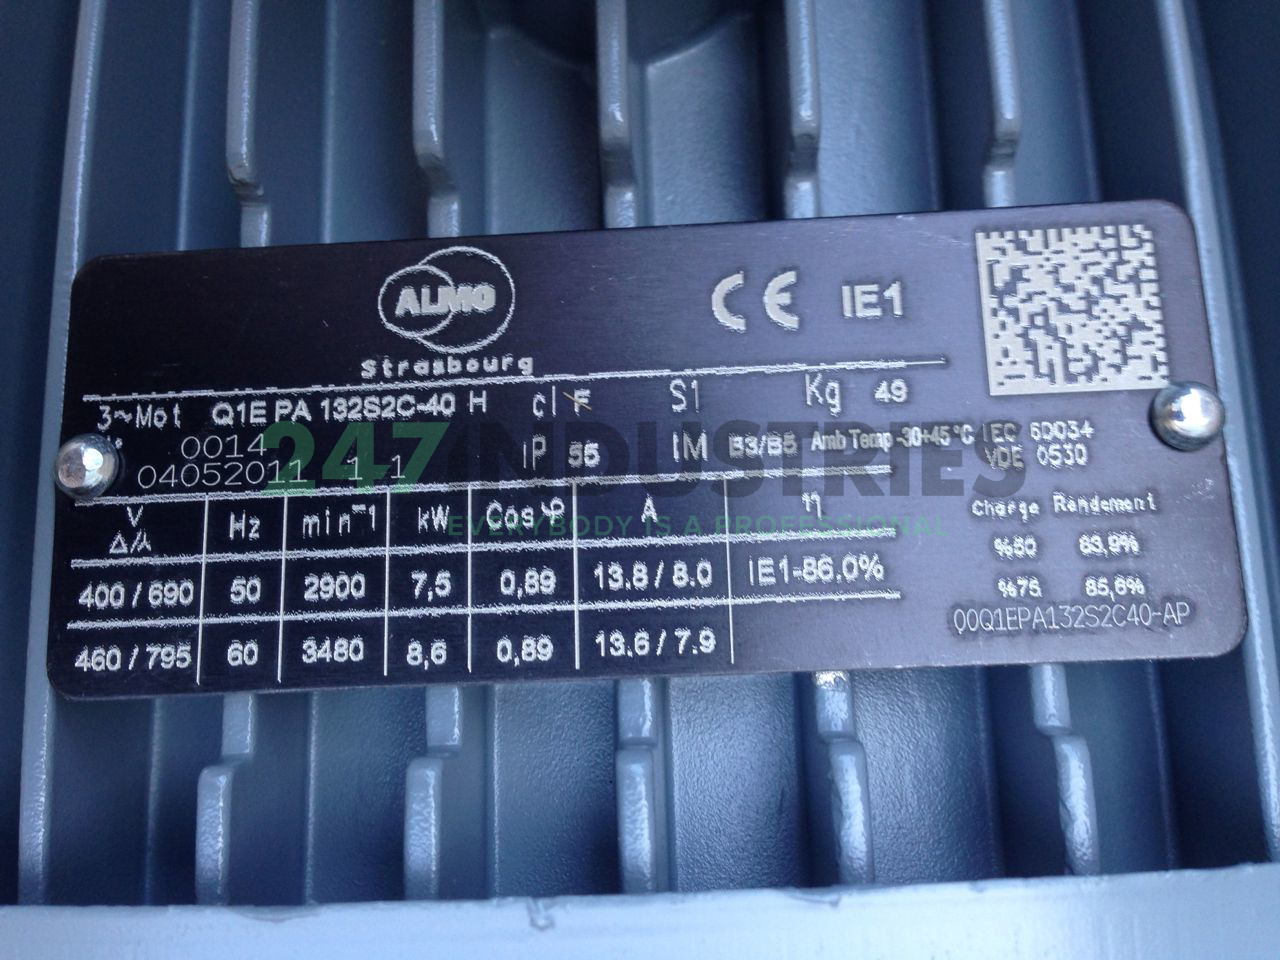 ALMO
Strasbourg
CE IE1
3~Mot Q1E PA 132S2C-40 H cl F S1 Kg 49
N° 0014 IP 55 IM B3/B5 Amb Temp -30+45 °C IEC 60034
04052011 1 1 VDE 0530
247 INDUSTRIES
EVERYBODY IS A PROFESSIONAL
V Δ/⅄ Hz min⁻¹ kW Cos φ A η Charge Rendement
400 / 690 50 2900 7,5 0,89 13.8 / 8.0 IE1-86.0% %50 83,9%
460 / 795 60 3480 8,6 0,89 13.6 / 7.9 %75 85,6%
00Q1EPA132S2C40-AP